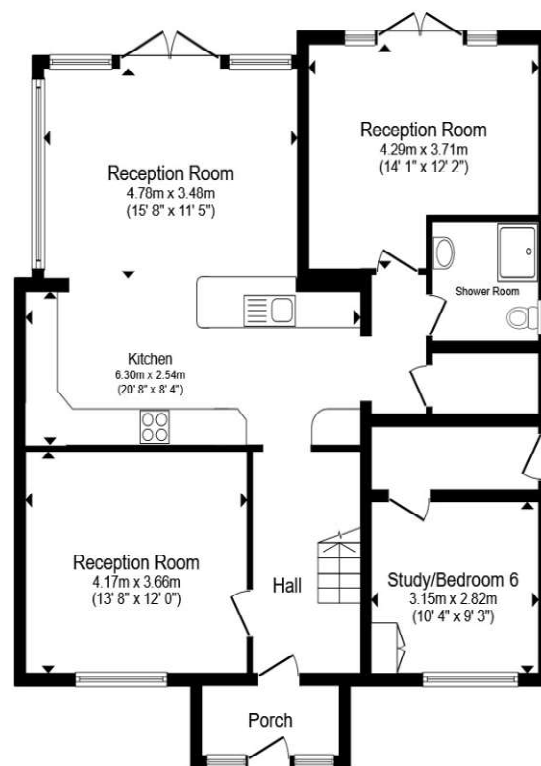 Reception Room
4.78m x 3.48m
(15' 8" x 11' 5")
Reception Room
4.29m x 3.71m
(14' 1" x 12' 2")
Shower Room
Kitchen
6.30m x 2.54m
(20' 8" x 8' 4")
Reception Room
4.17m x 3.66m
(13' 8" x 12' 0")
Hall
Study/Bedroom 6
3.15m x 2.82m
(10' 4" x 9' 3")
Porch